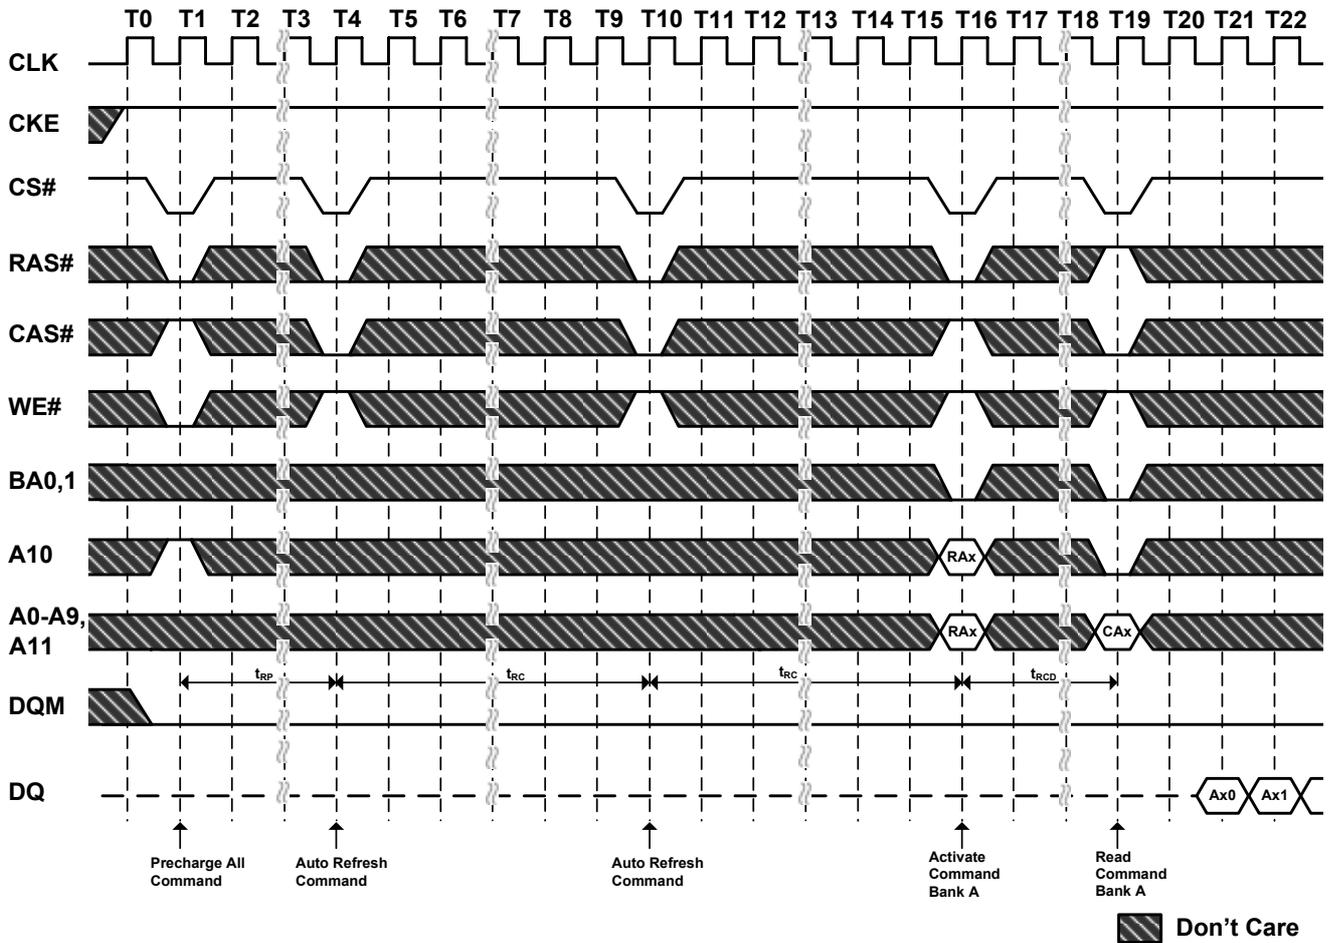 T0 T1 T2 T3 T4 T5 T6 T7 T8 T9 T10 T11 T12 T13 T14 T15 T16 T17 T18 T19 T20 T21 T22
CLK
CKE
CS#
RAS#
CAS#
WE#
BA0,1
A10
RAx
A0-A9,
A11
RAx
CAx
tRP
tRC
tRC
tRCD
DQM
DQ
Ax0
Ax1
Precharge All
Command
Auto Refresh
Command
Auto Refresh
Command
Activate
Command
Bank A
Read
Command
Bank A
Don't Care